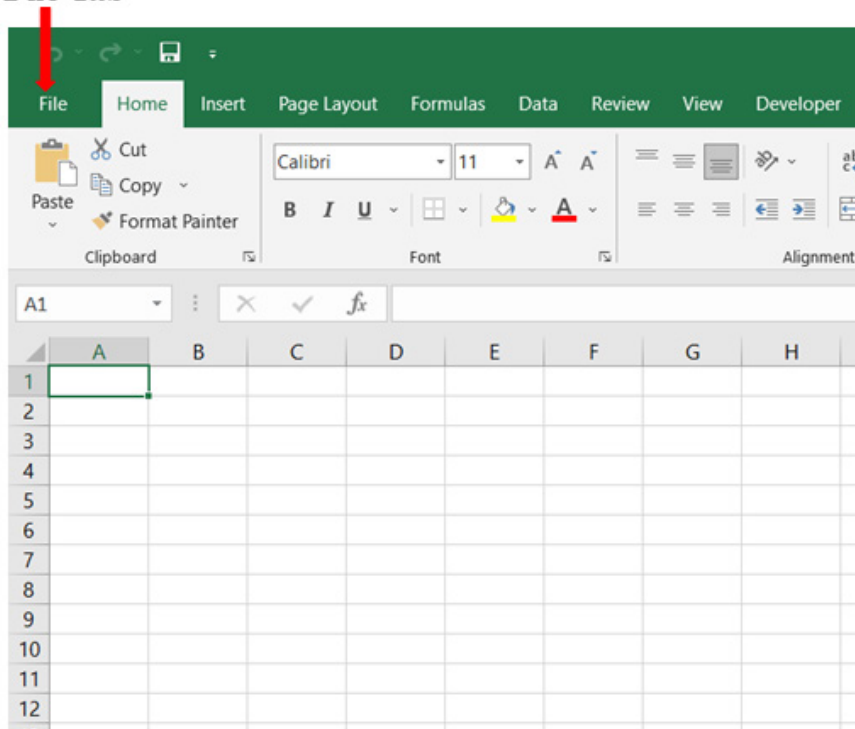 File Home Insert Page Layout Formulas Data Review View Developer
Cut
Calibri 11 A A
Copy
Paste
Format Painter
B I U A
Clipboard Font Alignment
A1 fx
A B C D E F G H
1
2
3
4
5
6
7
8
9
10
11
12